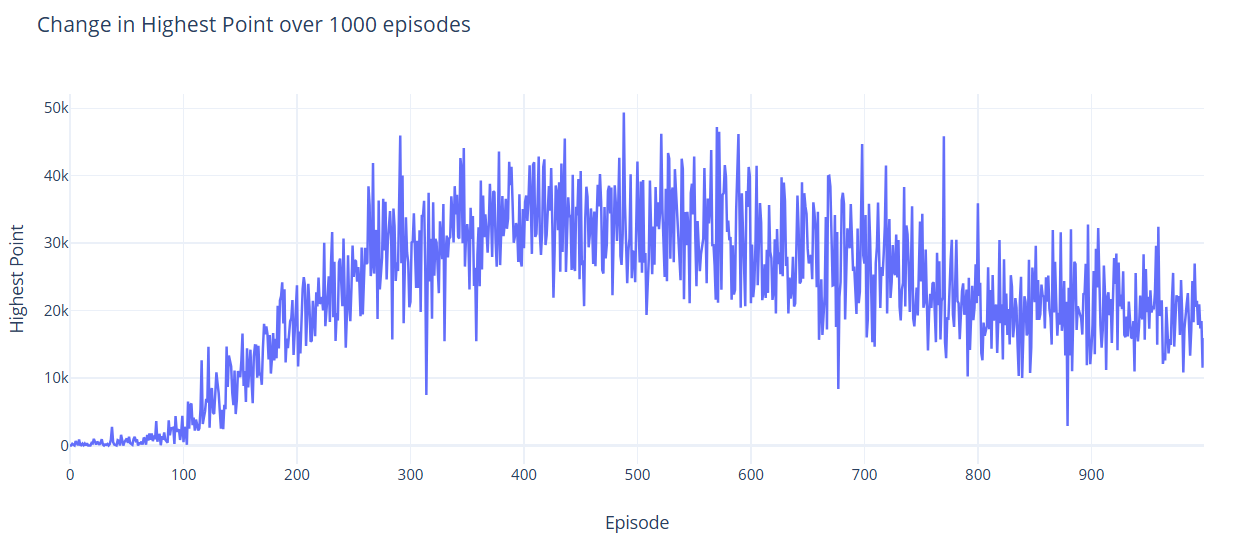 Change in Highest Point over 1000 episodes
50k
40k
30k
20k
10k
0
Highest Point
0 100 200 300 400 500 600 700 800 900
Episode